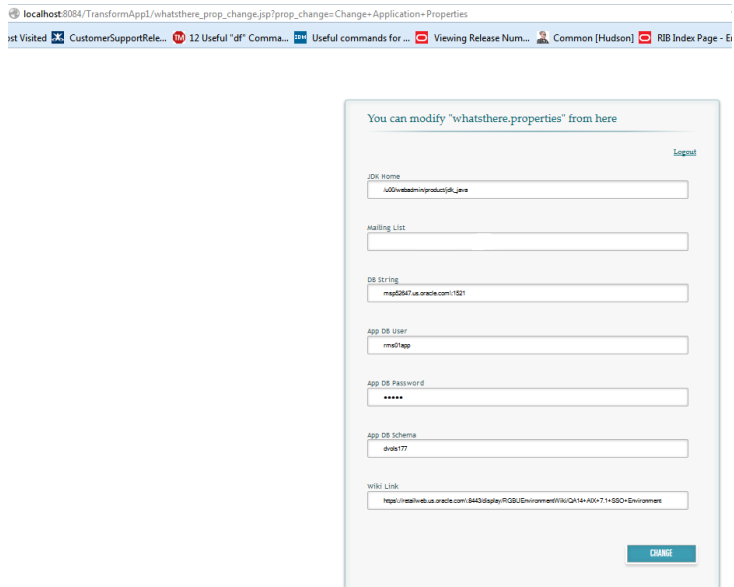 localhost:8084/TransformApp1/whatsthere_prop_change.jsp?prop_change=Change+Application+Properties
ost Visited CustomerSupportRele... TM 12 Useful "df" Comma... IBM Useful commands for ... Viewing Release Num... Common [Hudson] RIB Index Page - En
You can modify "whatsthere.properties" from here
Logout
JDK Home
/u00/webadmin/product/jdk_java
Mailing List
DB String
msp52647.us.oracle.com\:1521
App DB User
rms01app
App DB Password
•••••
App DB Schema
dvols177
Wiki Link
https\://retailweb.us.oracle.com\:8443/display/RGBUEnvironmentWiki/QA14+AIX+7.1+SSO+Environment
CHANGE